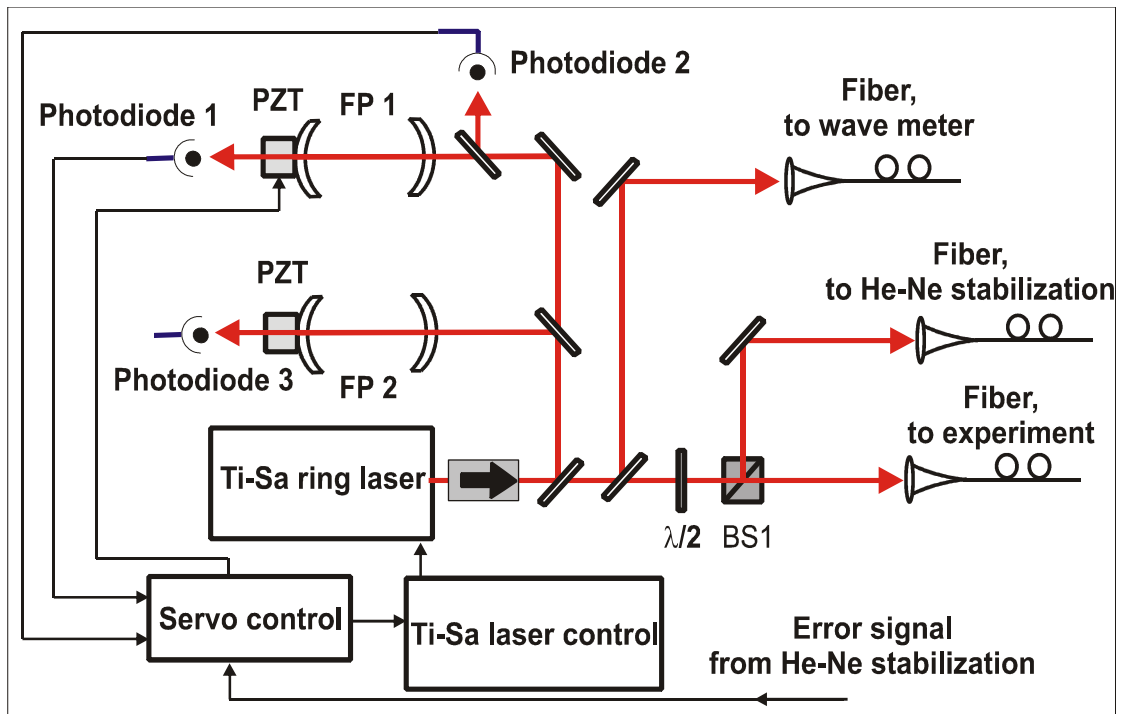 Photodiode 2
PZT
FP 1
Photodiode 1
Fiber,
to wave meter
PZT
Fiber,
to He-Ne stabilization
Photodiode 3
FP 2
Fiber,
to experiment
Ti-Sa ring laser
λ/2
BS1
Servo control
Ti-Sa laser control
Error signal
from He-Ne stabilization